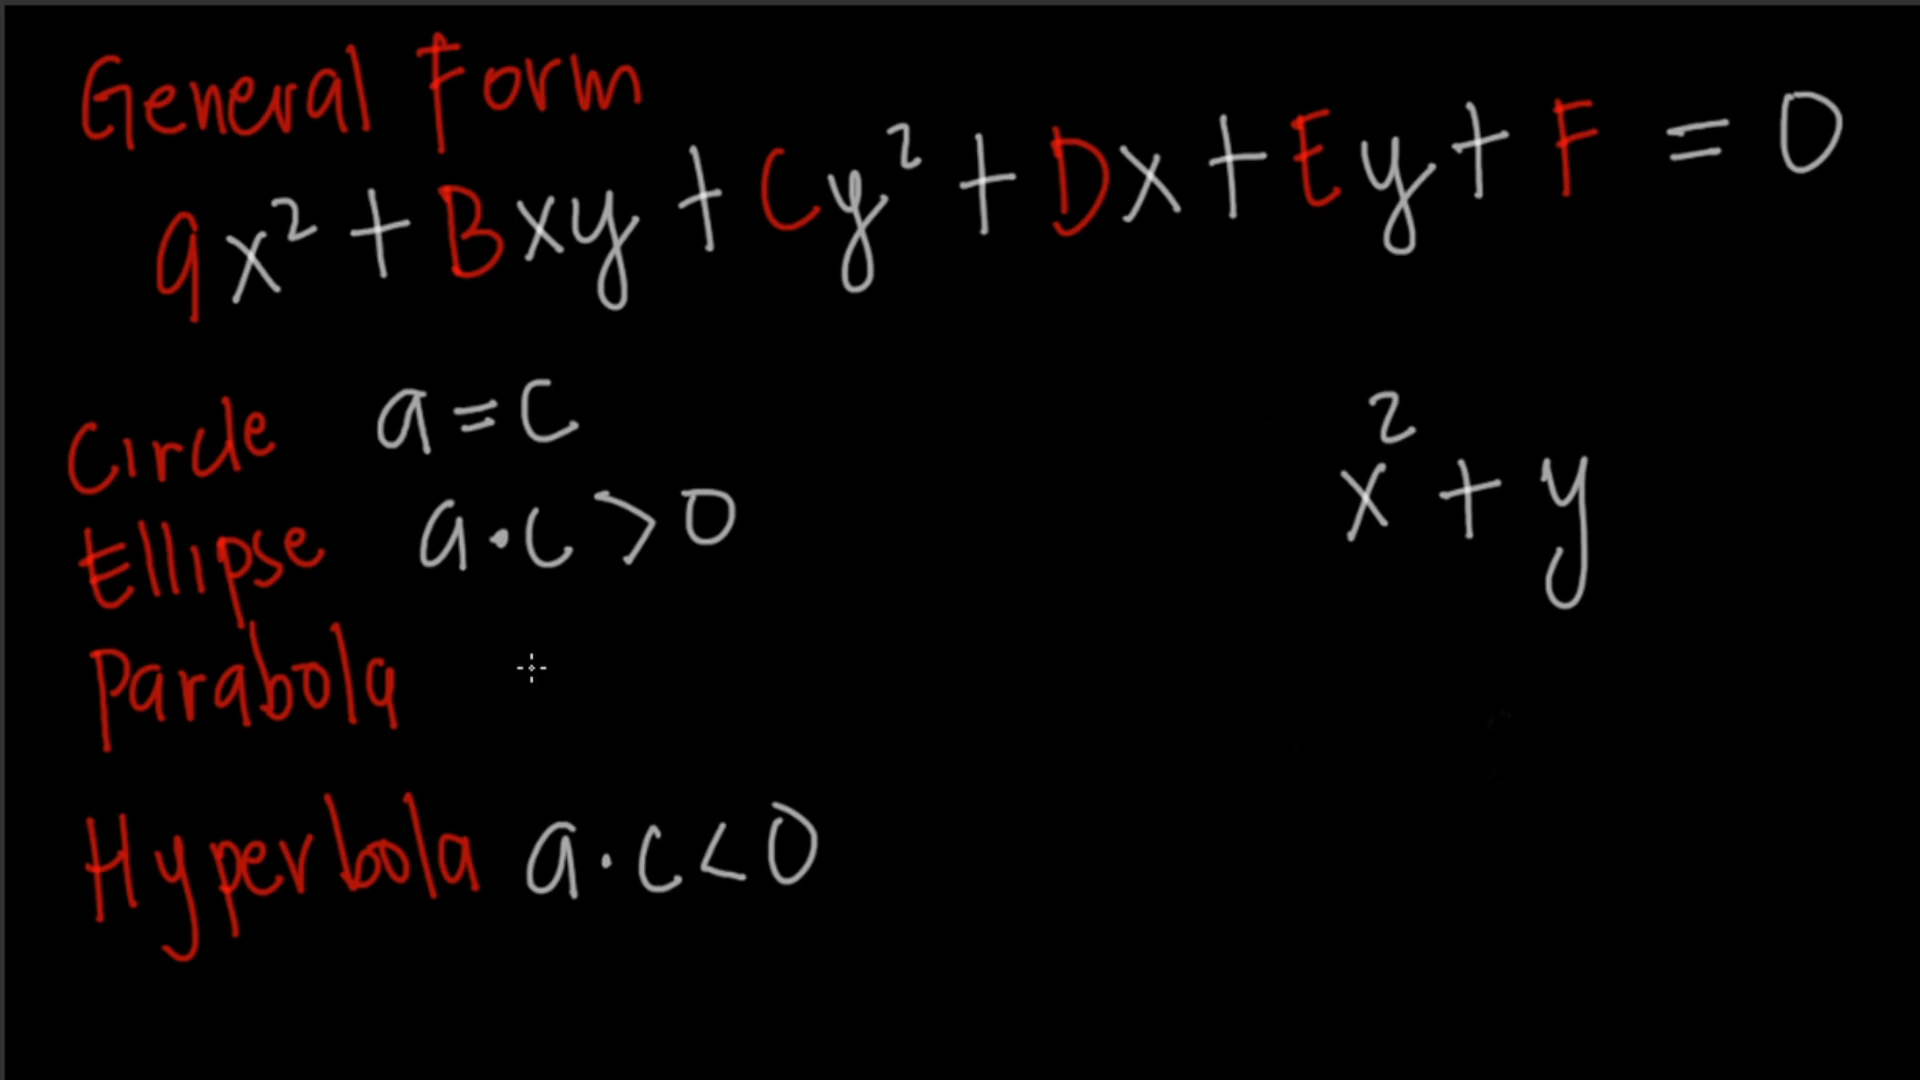 General Form
ax² + Bxy + Cy² + Dx + Ey + F = 0
Circle a = c
Ellipse a·c > 0
x² + y
Parabola
Hyperbola a·c < 0